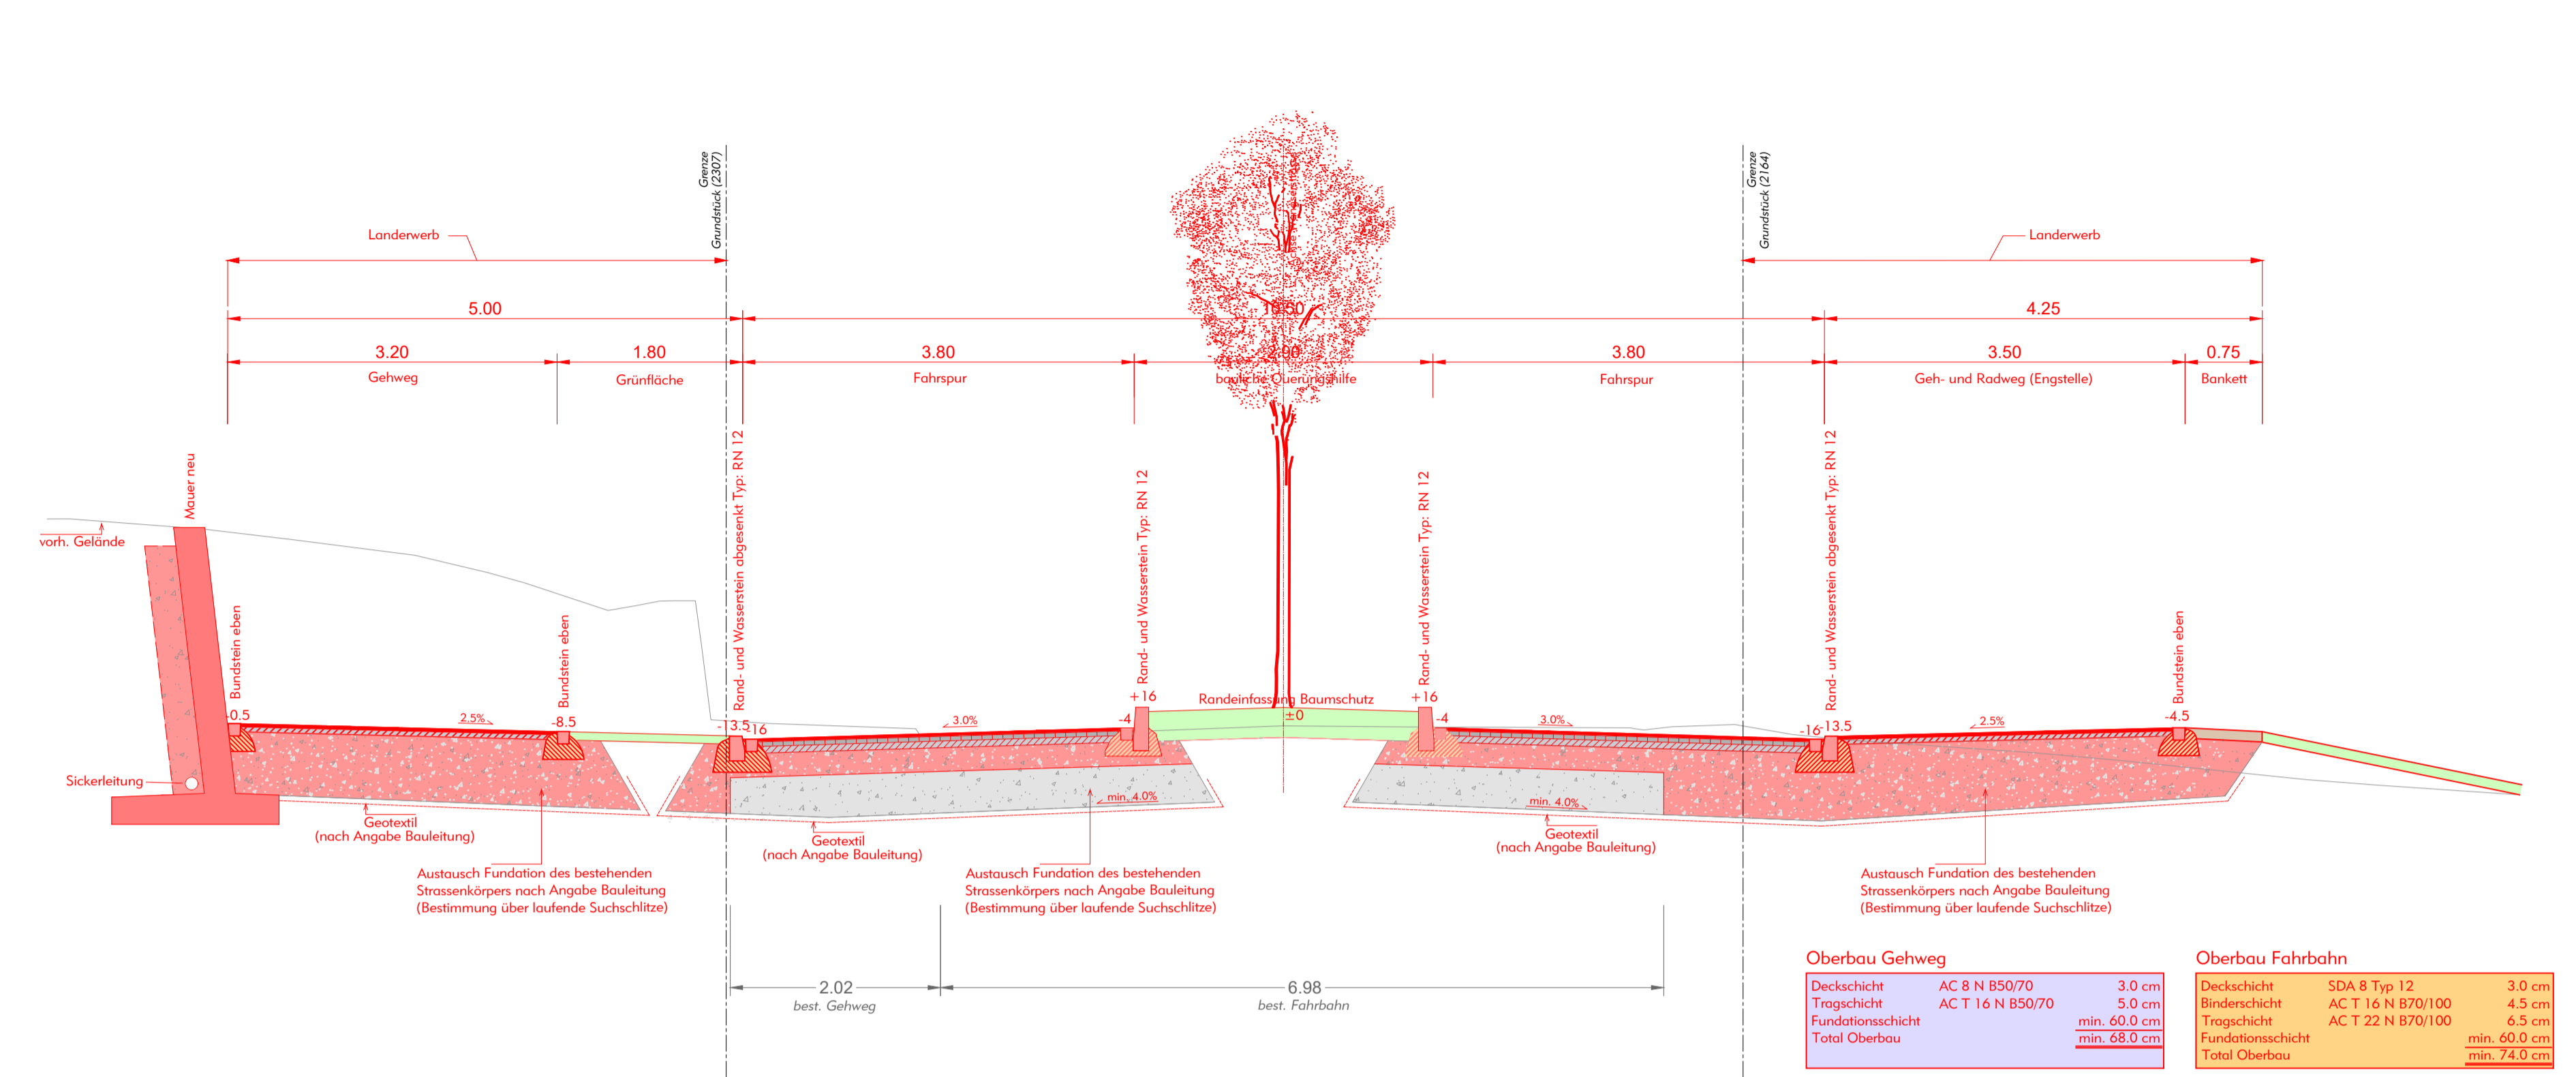 Grenze
Grundstück (2307)
Grenze
Grundstück (2164)
Landerwerb
Landerwerb
5.00
10.50
4.25
3.20
1.80
3.80
2.90
3.80
3.50
0.75
Gehweg
Grünfläche
Fahrspur
bauliche Querungshilfe
Fahrspur
Geh- und Radweg (Engstelle)
Bankett
Mauer neu
Bundstein eben
Bundstein eben
Rand- und Wasserstein abgesenkt Typ: RN 12
Rand- und Wasserstein Typ: RN 12
Rand- und Wasserstein Typ: RN 12
Rand- und Wasserstein abgesenkt Typ: RN 12
Bundstein eben
vorh. Gelände
Randeinfassung Baumschutz
-0.5
2.5%
-8.5
-13.5
-16
3.0%
-4
+16
±0
+16
-4
3.0%
-16
-13.5
2.5%
-4.5
Sickerleitung
min. 4.0%
min. 4.0%
Geotextil
(nach Angabe Bauleitung)
Geotextil
(nach Angabe Bauleitung)
Geotextil
(nach Angabe Bauleitung)
Austausch Fundation des bestehenden
Strassenkörpers nach Angabe Bauleitung
(Bestimmung über laufende Suchschlitze)
Austausch Fundation des bestehenden
Strassenkörpers nach Angabe Bauleitung
(Bestimmung über laufende Suchschlitze)
Austausch Fundation des bestehenden
Strassenkörpers nach Angabe Bauleitung
(Bestimmung über laufende Suchschlitze)
2.02
best. Gehweg
6.98
best. Fahrbahn
Oberbau Gehweg
Deckschicht AC 8 N B50/70 3.0 cm
Tragschicht AC T 16 N B50/70 5.0 cm
Fundationsschicht min. 60.0 cm
Total Oberbau min. 68.0 cm
Oberbau Fahrbahn
Deckschicht SDA 8 Typ 12 3.0 cm
Binderschicht AC T 16 N B70/100 4.5 cm
Tragschicht AC T 22 N B70/100 6.5 cm
Fundationsschicht min. 60.0 cm
Total Oberbau min. 74.0 cm